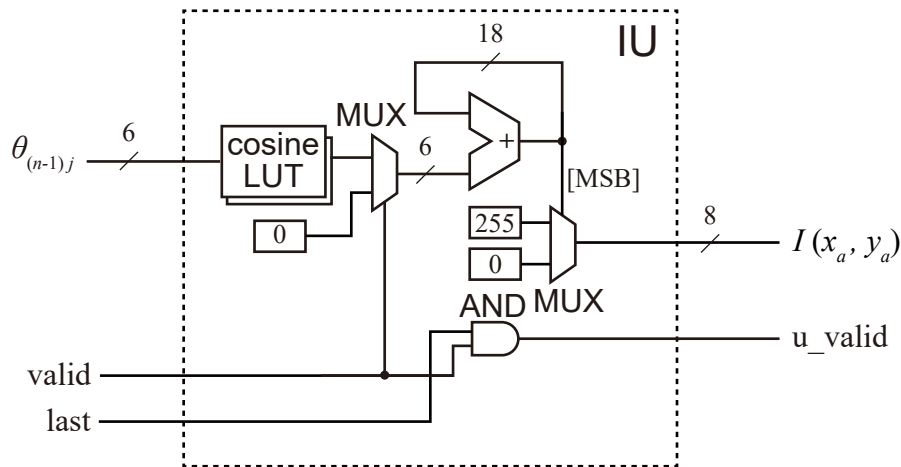 18
IU
MUX
θ(n-1) j
6
cosine
LUT
6
+
[MSB]
0
255
0
8
I (xa, ya)
AND
MUX
u_valid
valid
last